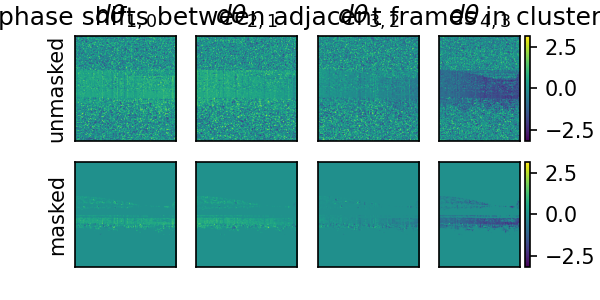 phase shifts between adjacent frames in cluster
dθ1,0 dθ2,1 dθ3,2 dθ4,3
unmasked
2.5
0.0
−2.5
masked
2.5
0.0
−2.5